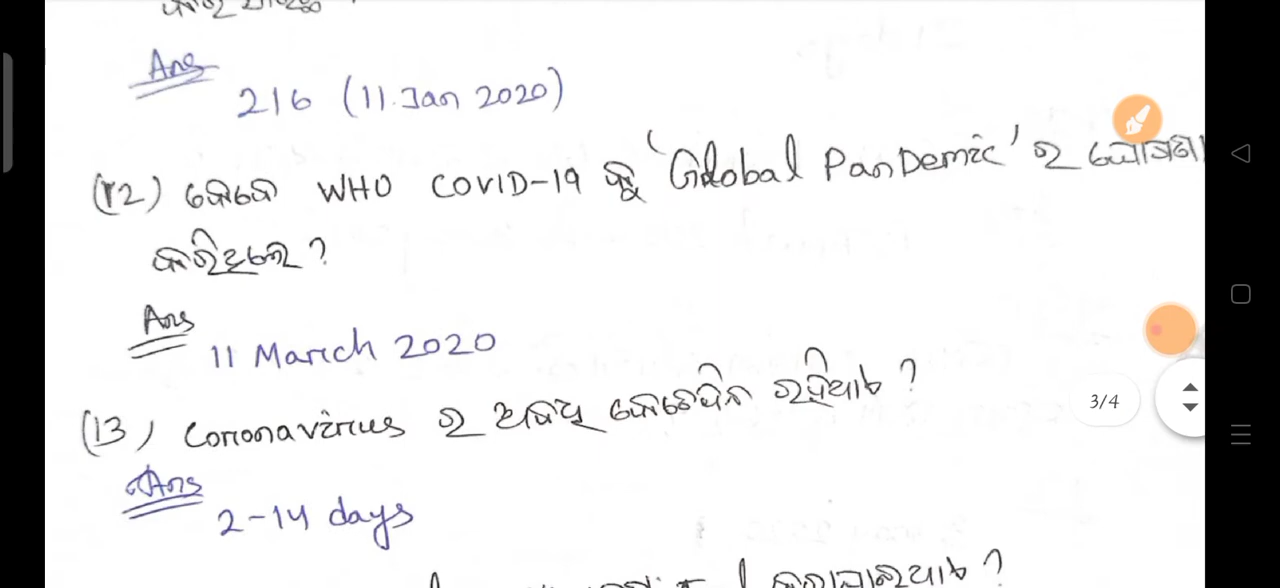 Ans
216 (11.Jan 2020)
(12) କେବେ WHO COVID-19 କୁ 'Global Pandemic' ର ଘୋଷଣା
କରିଥିଲେ ?
Ans
11 March 2020
(13) Coronavirus ର ଅବଧି କେତେଦିନ ରହିଥାଏ ?
Ans
2-14 days
3/4